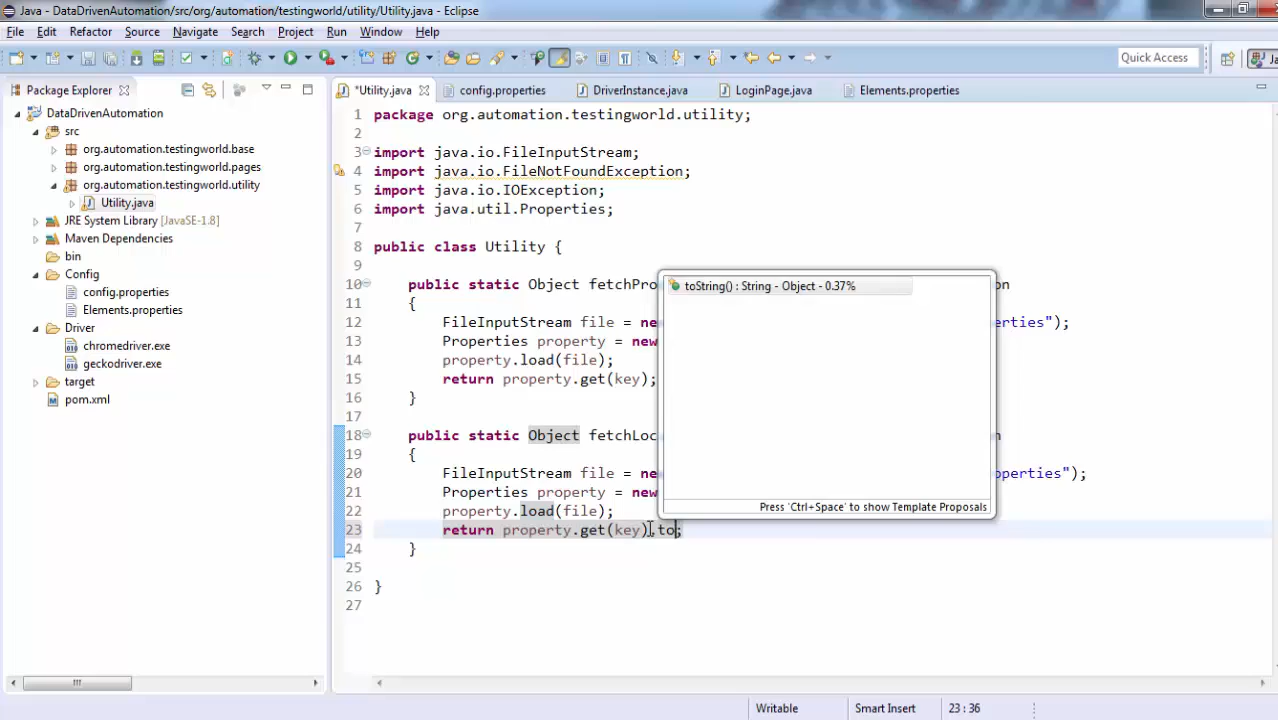 Java - DataDrivenAutomation/src/org/automation/testingworld/utility/Utility.java - Eclipse
File Edit Refactor Source Navigate Search Project Run Window Help
Quick Access
Package Explorer
*Utility.java config.properties DriverInstance.java LoginPage.java Elements.properties
DataDrivenAutomation
src
org.automation.testingworld.base
org.automation.testingworld.pages
org.automation.testingworld.utility
Utility.java
JRE System Library [JavaSE-1.8]
Maven Dependencies
bin
Config
config.properties
Elements.properties
Driver
chromedriver.exe
geckodriver.exe
target
pom.xml
1 package org.automation.testingworld.utility;
2
3 import java.io.FileInputStream;
4 import java.io.FileNotFoundException;
5 import java.io.IOException;
6 import java.util.Properties;
7
8 public class Utility {
9
10 public static Object fetchPro on
11 {
12 FileInputStream file = ne erties");
13 Properties property = new
14 property.load(file);
15 return property.get(key);
16 }
17
18 public static Object fetchLoc on
19 {
20 FileInputStream file = ne operties");
21 Properties property = new
22 property.load(file);
23 return property.get(key).to;
24 }
25
26 }
27
toString() : String - Object - 0.37%
Press 'Ctrl+Space' to show Template Proposals
Writable Smart Insert 23 : 36